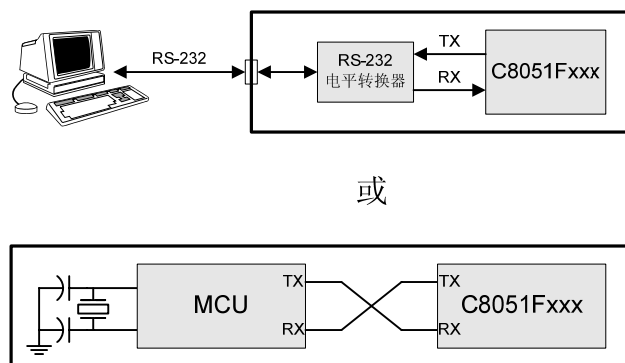 RS-232
RS-232
电平转换器
TX
RX
C8051Fxxx
或
MCU
TX
RX
TX
RX
C8051Fxxx